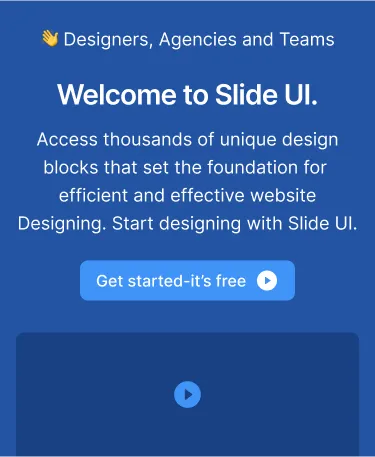 👋 Designers, Agencies and Teams
Welcome to Slide UI.
Access thousands of unique design
blocks that set the foundation for
efficient and effective website
Designing. Start designing with Slide UI.
Get started-it's free